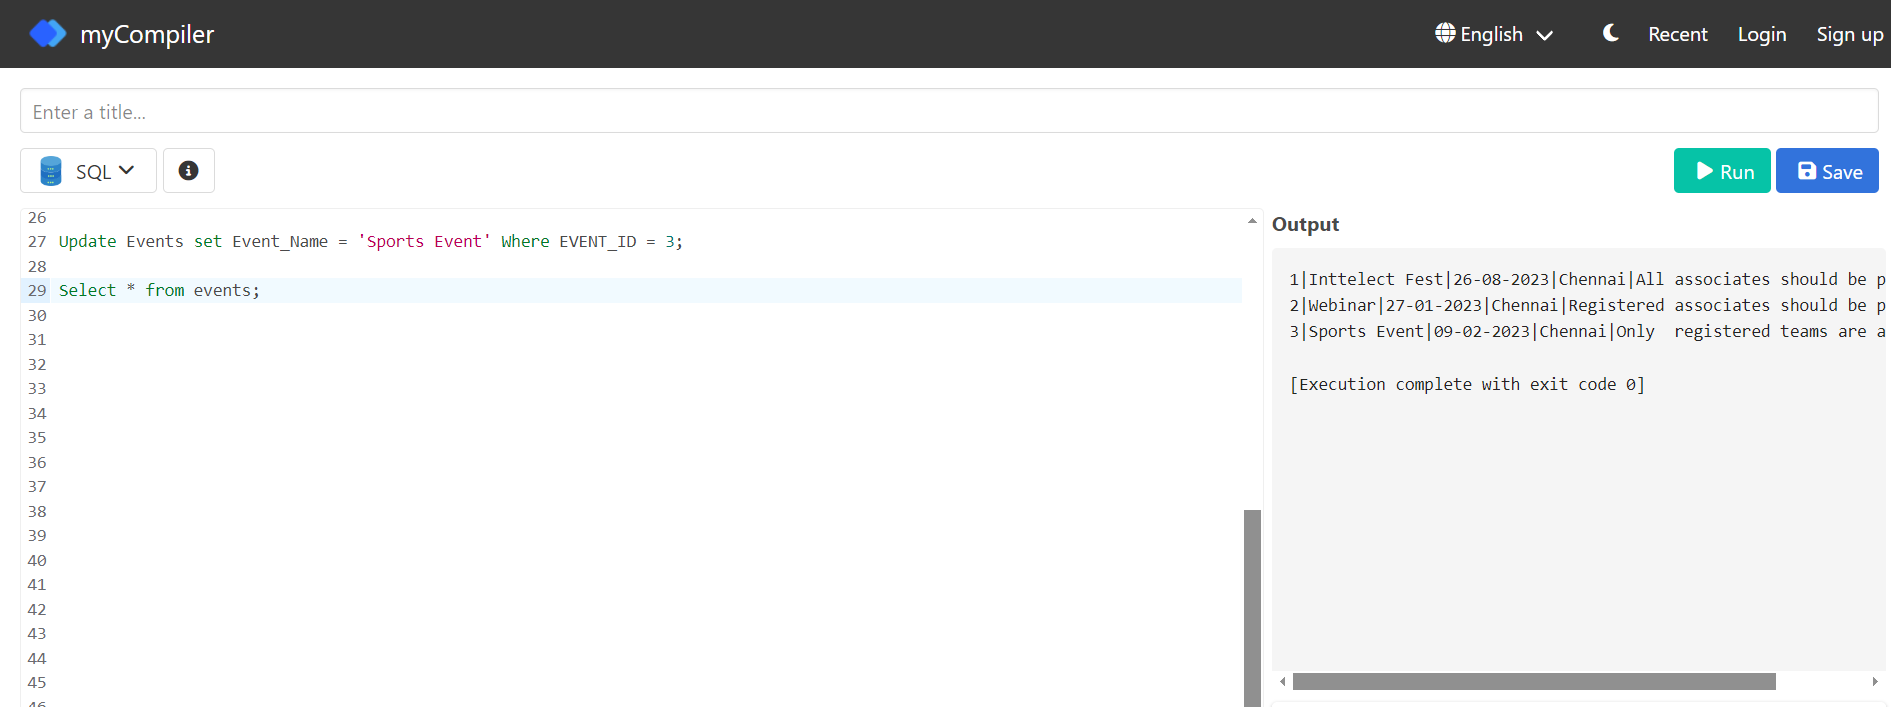 myCompiler
English
Recent
Login
Sign up
Enter a title...
SQL
Run
Save
26
27 Update Events set Event_Name = 'Sports Event' Where EVENT_ID = 3;
28
29 Select * from events;
30
31
32
33
34
35
36
37
38
39
40
41
42
43
44
45
46
Output
1|Inttelect Fest|26-08-2023|Chennai|All associates should be p
2|Webinar|27-01-2023|Chennai|Registered associates should be p
3|Sports Event|09-02-2023|Chennai|Only  registered teams are a
[Execution complete with exit code 0]